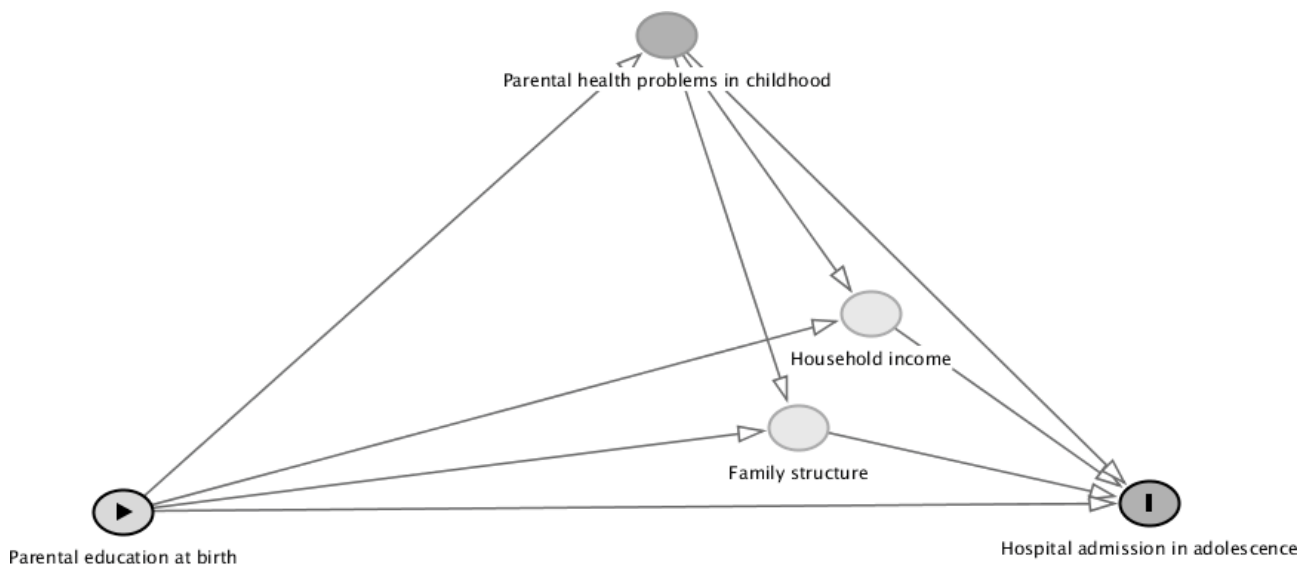 Parental health problems in childhood
Household income
Family structure
Parental education at birth
Hospital admission in adolescence